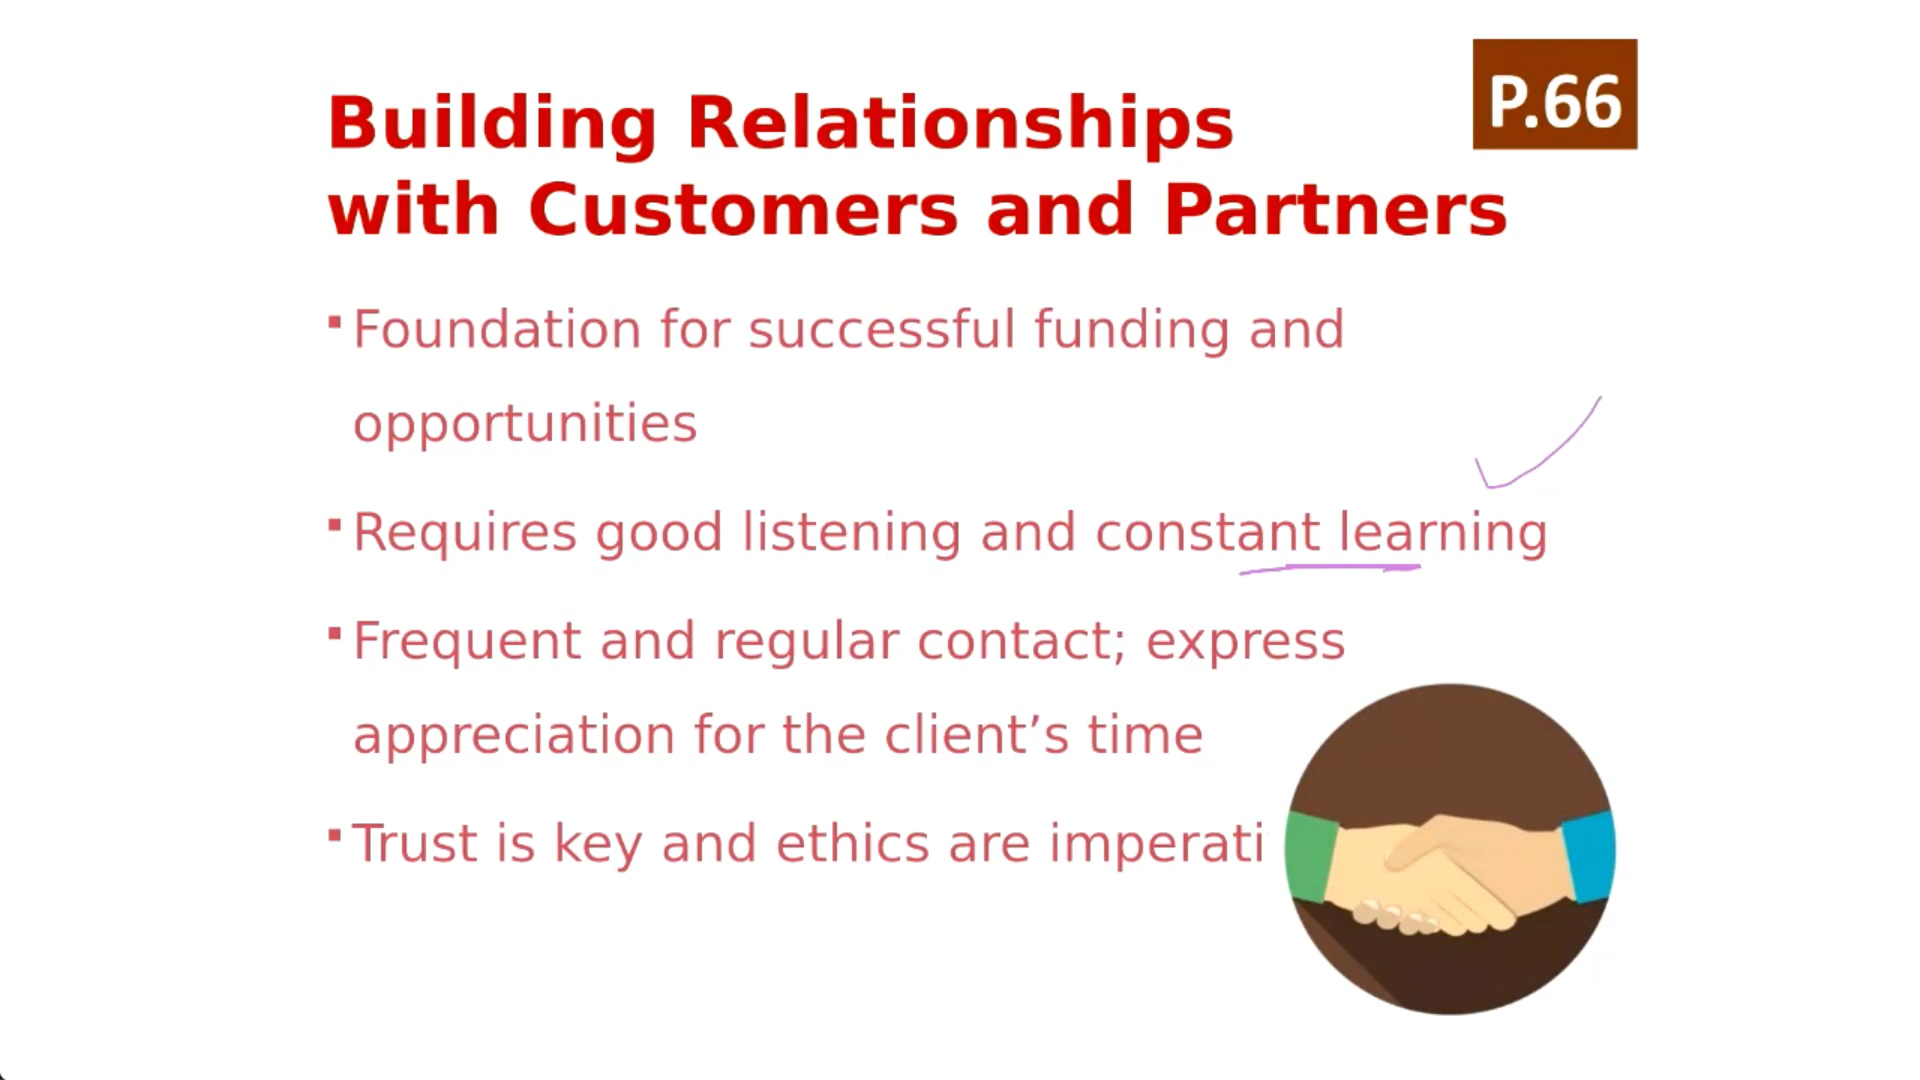 P.66
Building Relationships
with Customers and Partners
▪Foundation for successful funding and
opportunities
▪Requires good listening and constant learning
▪Frequent and regular contact; express
appreciation for the client’s time
▪Trust is key and ethics are imperati